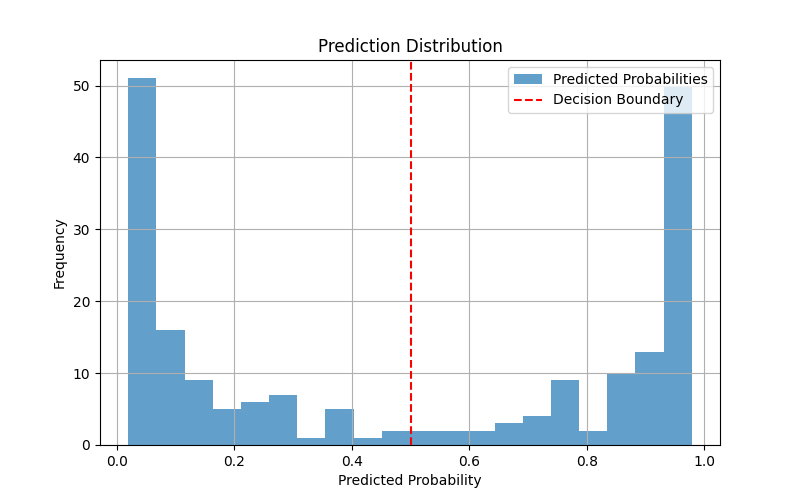 Prediction Distribution
Predicted Probabilities
Decision Boundary
Frequency
50
40
30
20
10
0
0.0 0.2 0.4 0.6 0.8 1.0
Predicted Probability